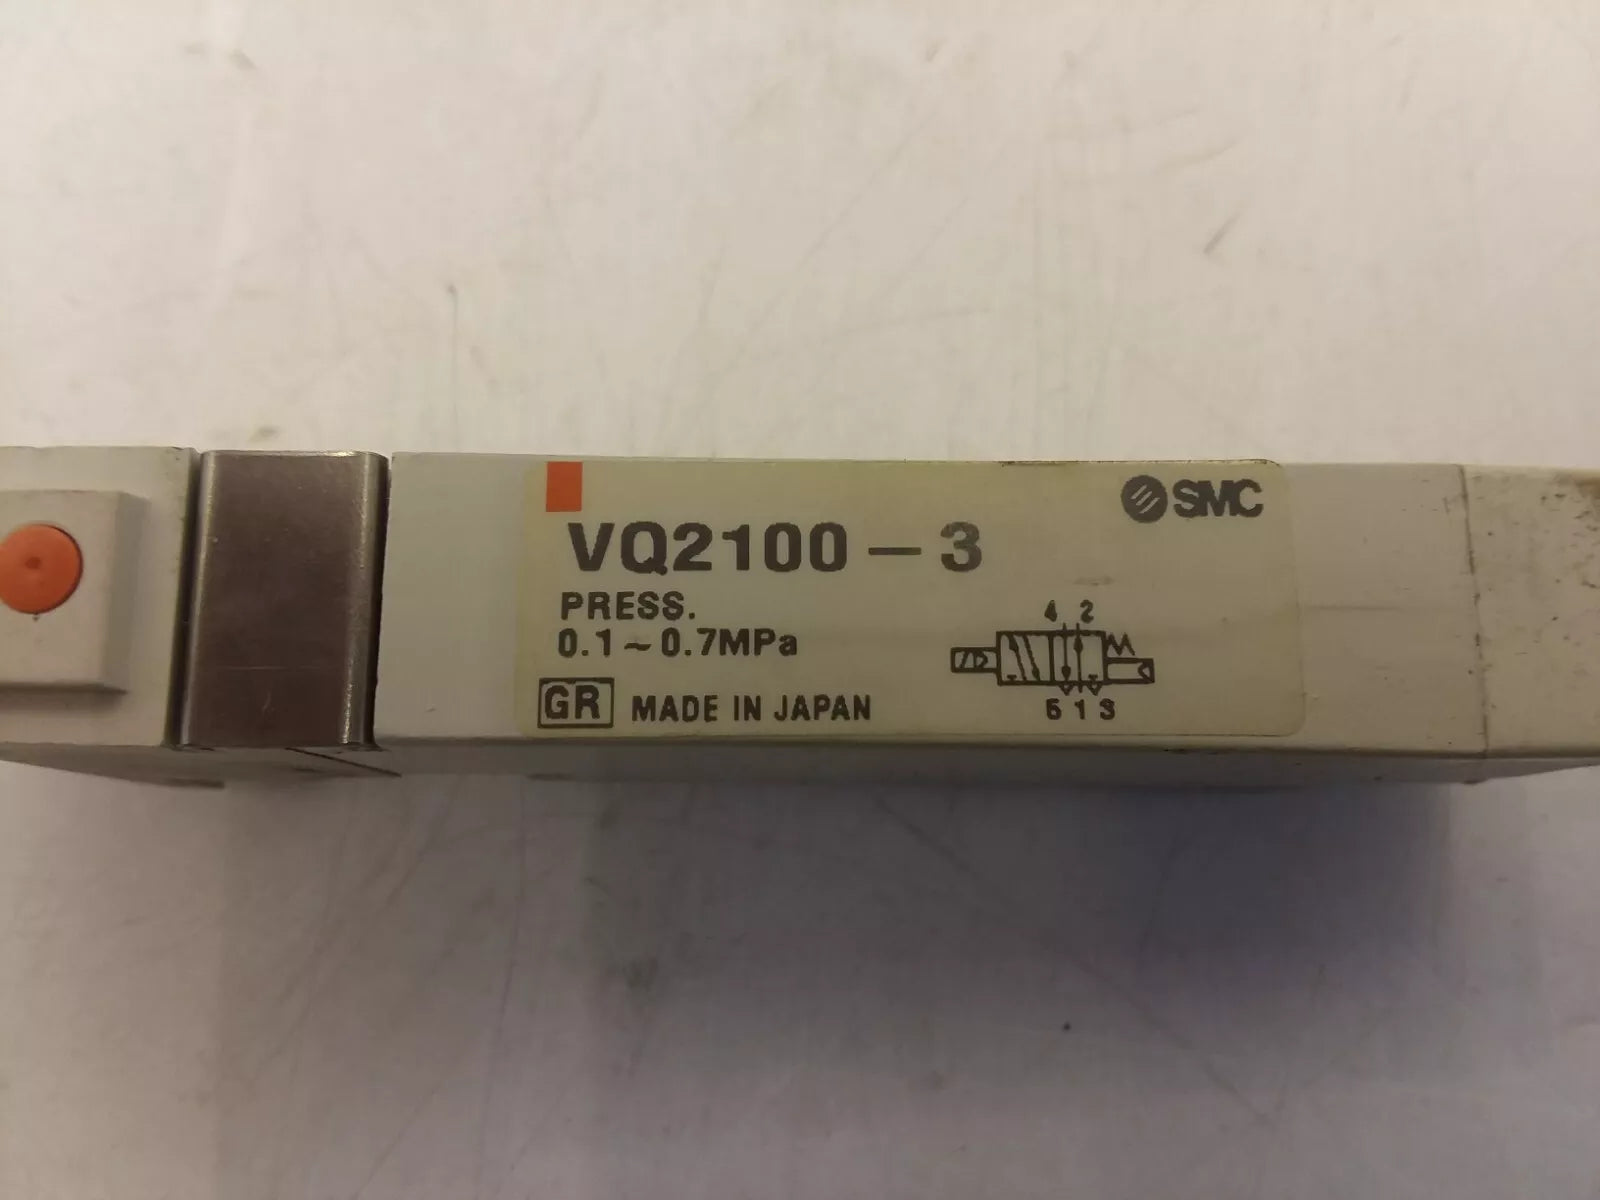 SMC
VQ2100-3
PRESS.
0.1~0.7MPa
4 2
GR MADE IN JAPAN
5 1 3